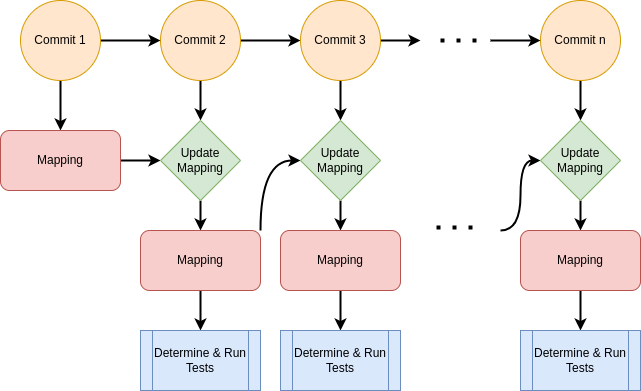 Commit 1
Commit 2
Commit 3
. . .
Commit n
Mapping
Update
Mapping
Update
Mapping
Update
Mapping
. . .
Mapping
Mapping
Mapping
Determine & Run
Tests
Determine & Run
Tests
Determine & Run
Tests